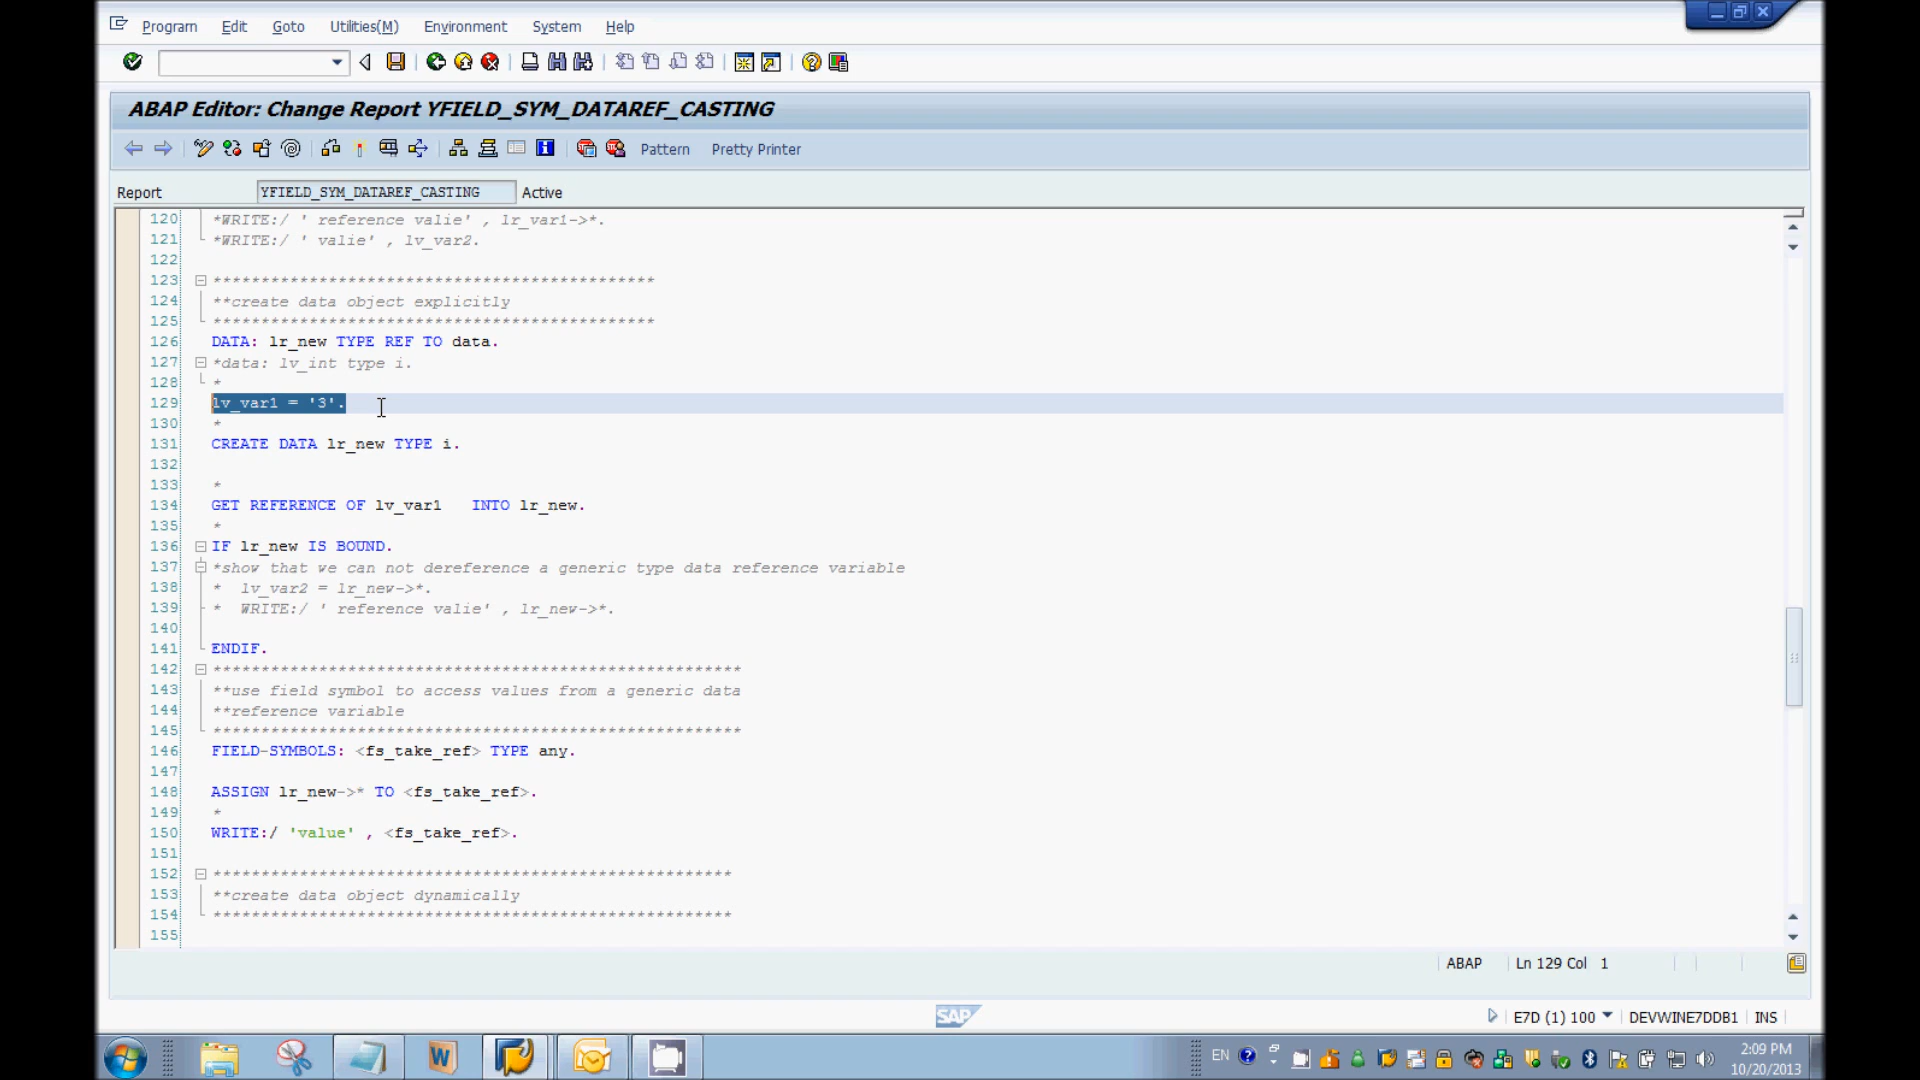 Program Edit Goto Utilities(M) Environment System Help
ABAP Editor: Change Report YFIELD_SYM_DATAREF_CASTING
Pattern Pretty Printer
Report YFIELD_SYM_DATAREF_CASTING Active
120 *WRITE:/ ' reference valie' , lr_var1->*.
121 *WRITE:/ ' valie' , lv_var2.
122
123 **********************************************
124 **create data object explicitly
125 **********************************************
126 DATA: lr_new TYPE REF TO data.
127 *data: lv_int type i.
128 *
129 lv_var1 = '3'.
130 *
131 CREATE DATA lr_new TYPE i.
132
133 *
134 GET REFERENCE OF lv_var1   INTO lr_new.
135 *
136 IF lr_new IS BOUND.
137 *show that we can not dereference a generic type data reference variable
138 *  lv_var2 = lr_new->*.
139 *  WRITE:/ ' reference valie' , lr_new->*.
140
141 ENDIF.
142 *******************************************************
143 **use field symbol to access values from a generic data
144 **reference variable
145 *******************************************************
146 FIELD-SYMBOLS: <fs_take_ref> TYPE any.
147
148 ASSIGN lr_new->* TO <fs_take_ref>.
149 *
150 WRITE:/ 'value' , <fs_take_ref>.
151
152 ******************************************************
153 **create data object dynamically
154 ******************************************************
155
ABAP Ln 129 Col 1
SAP
E7D (1) 100 DEVWINE7DDB1 INS
EN 2:09 PM
10/20/2013